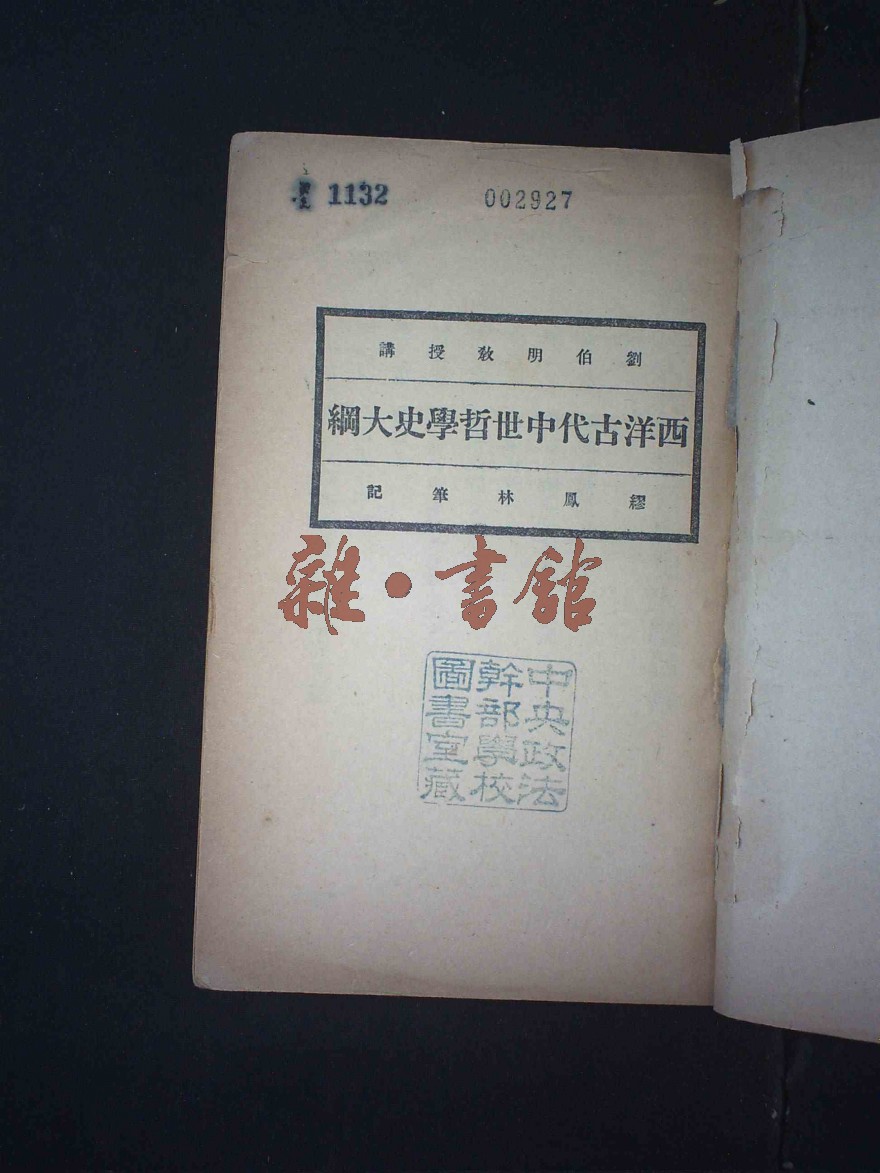 1132
002927
劉伯明教授講
西洋古代中世哲學史大綱
繆鳳林筆記
雜·書館
中央政法
幹部學校
圖書室藏